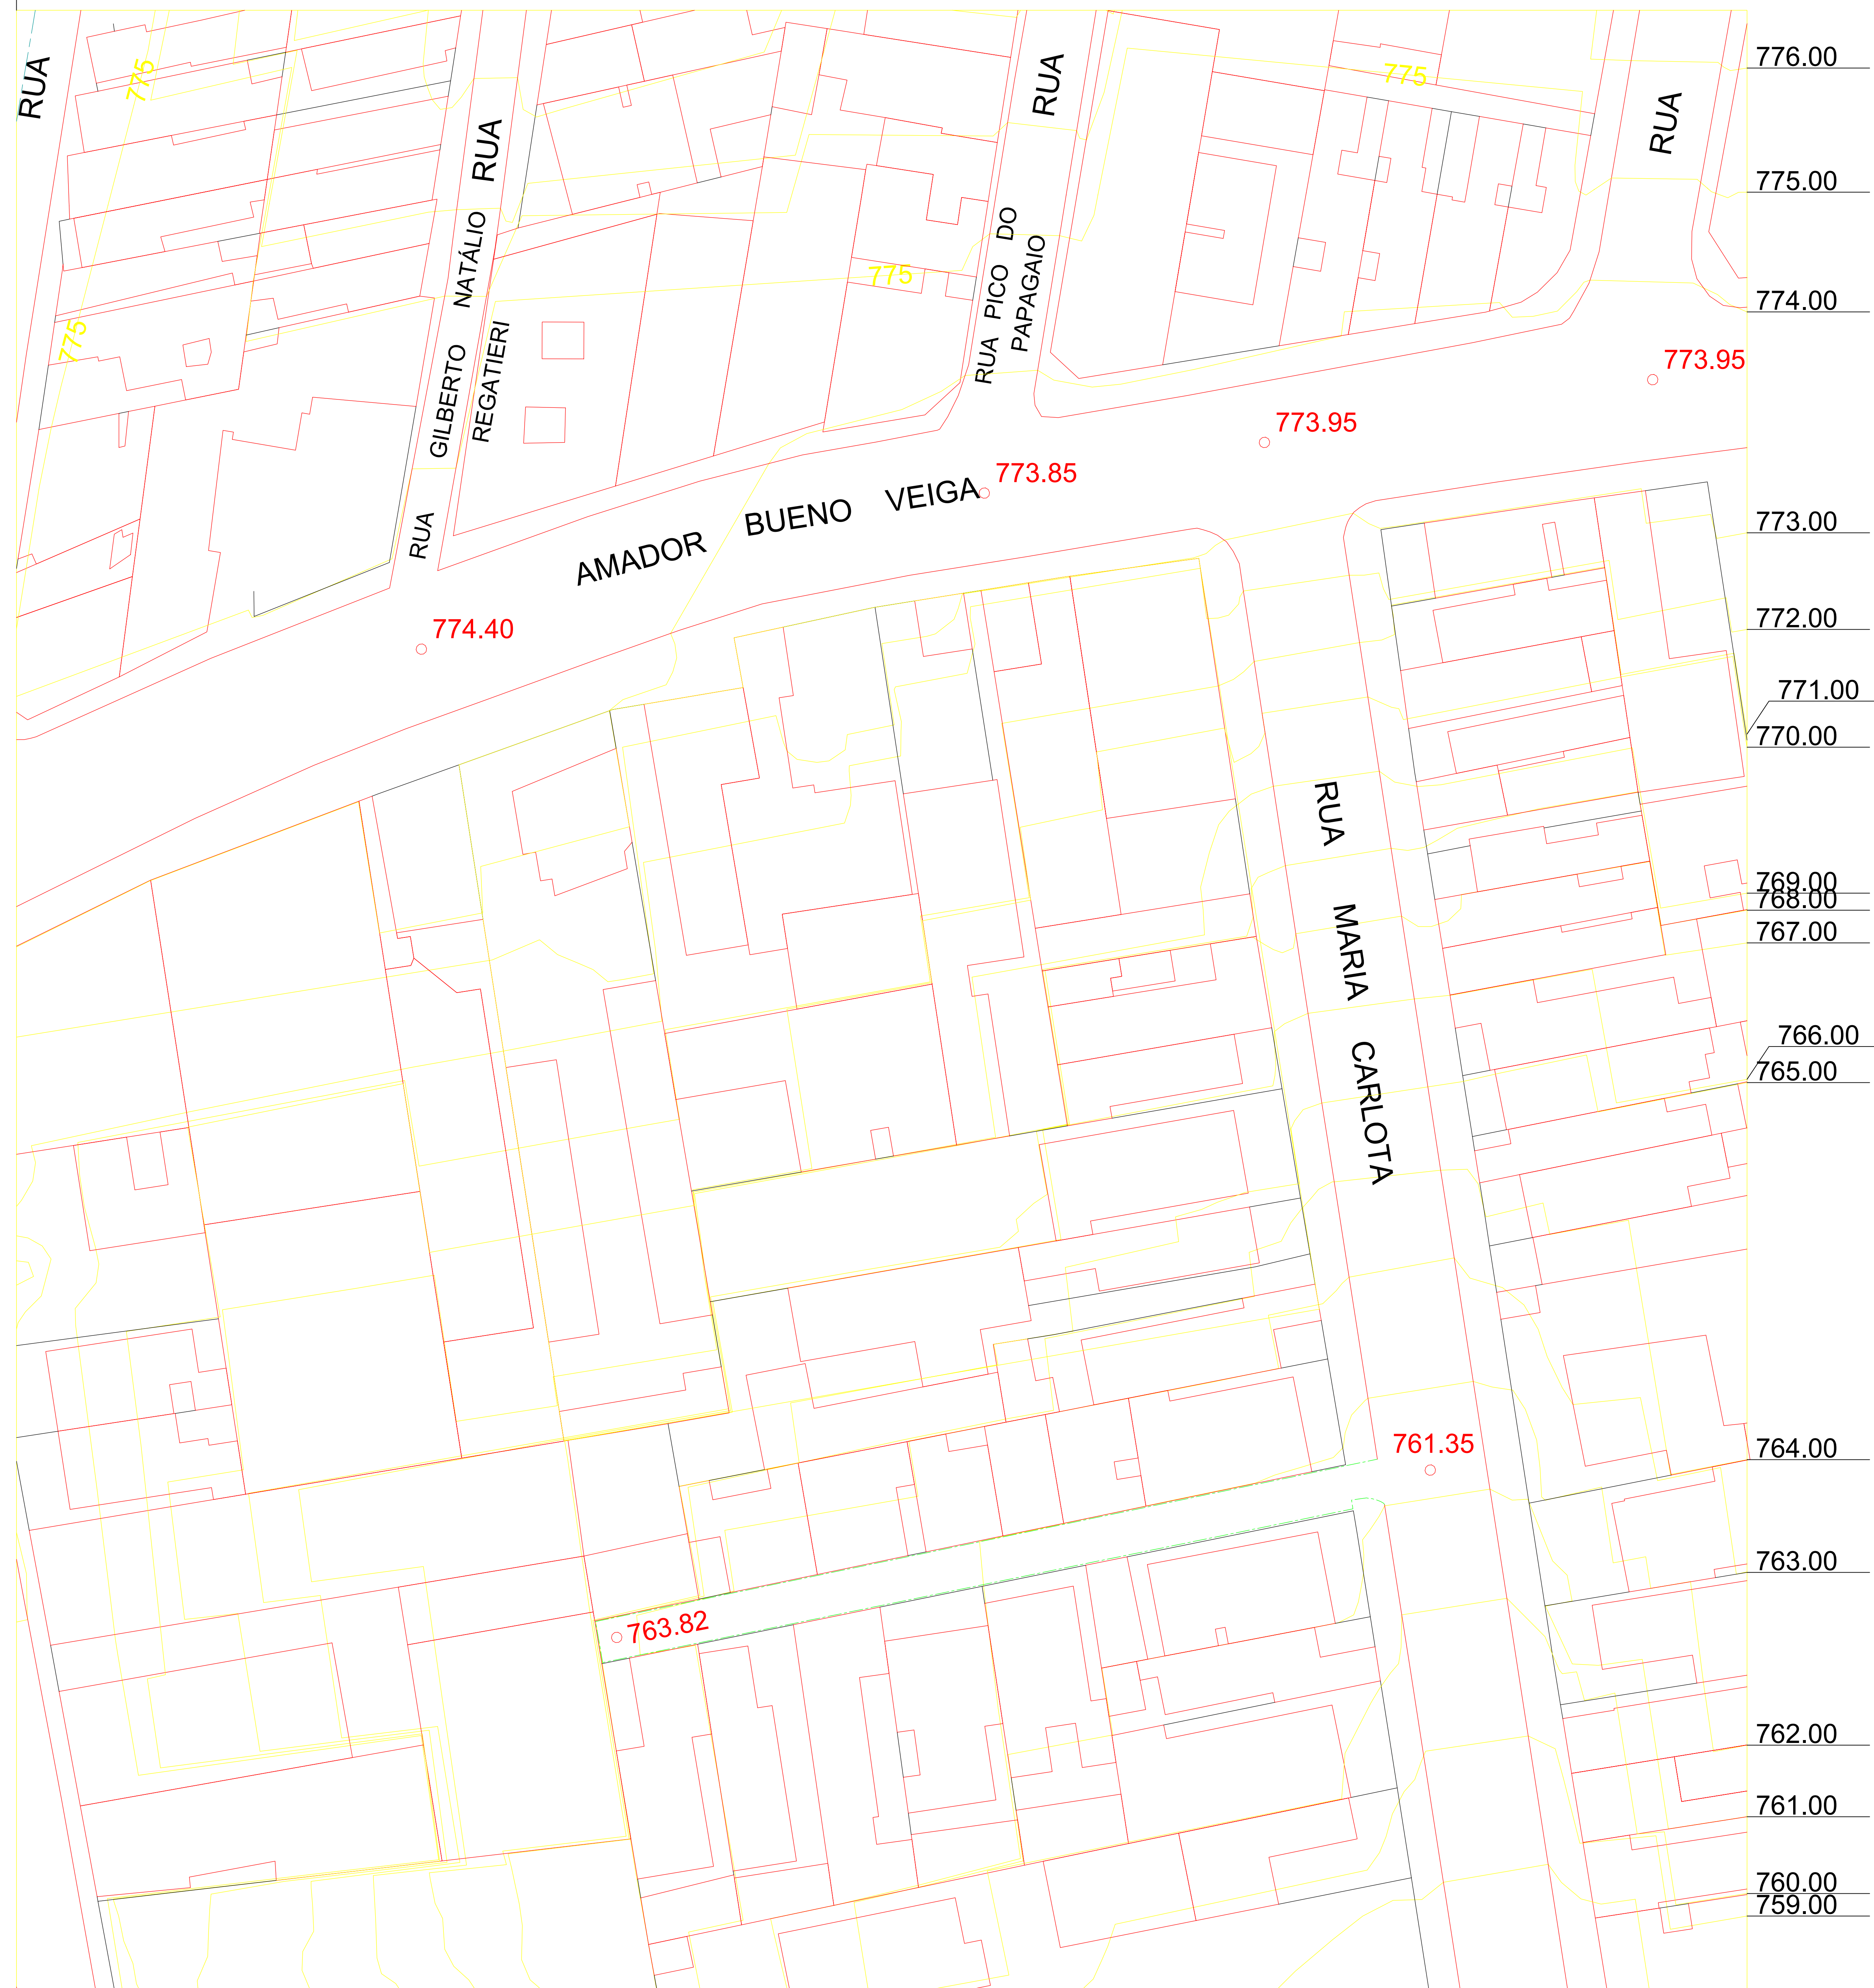 RUA
775
RUA
RUA
775
RUA
776.00
775.00
774.00
GILBERTO NATÁLIO
REGATIERI
RUA
775
RUA PICO DO
PAPAGAIO
775
773.95
773.95
773.85
AMADOR BUENO VEIGA
774.40
773.00
772.00
771.00
770.00
769.00
768.00
767.00
766.00
765.00
RUA MARIA CARLOTA
761.35
763.82
764.00
763.00
762.00
761.00
760.00
759.00